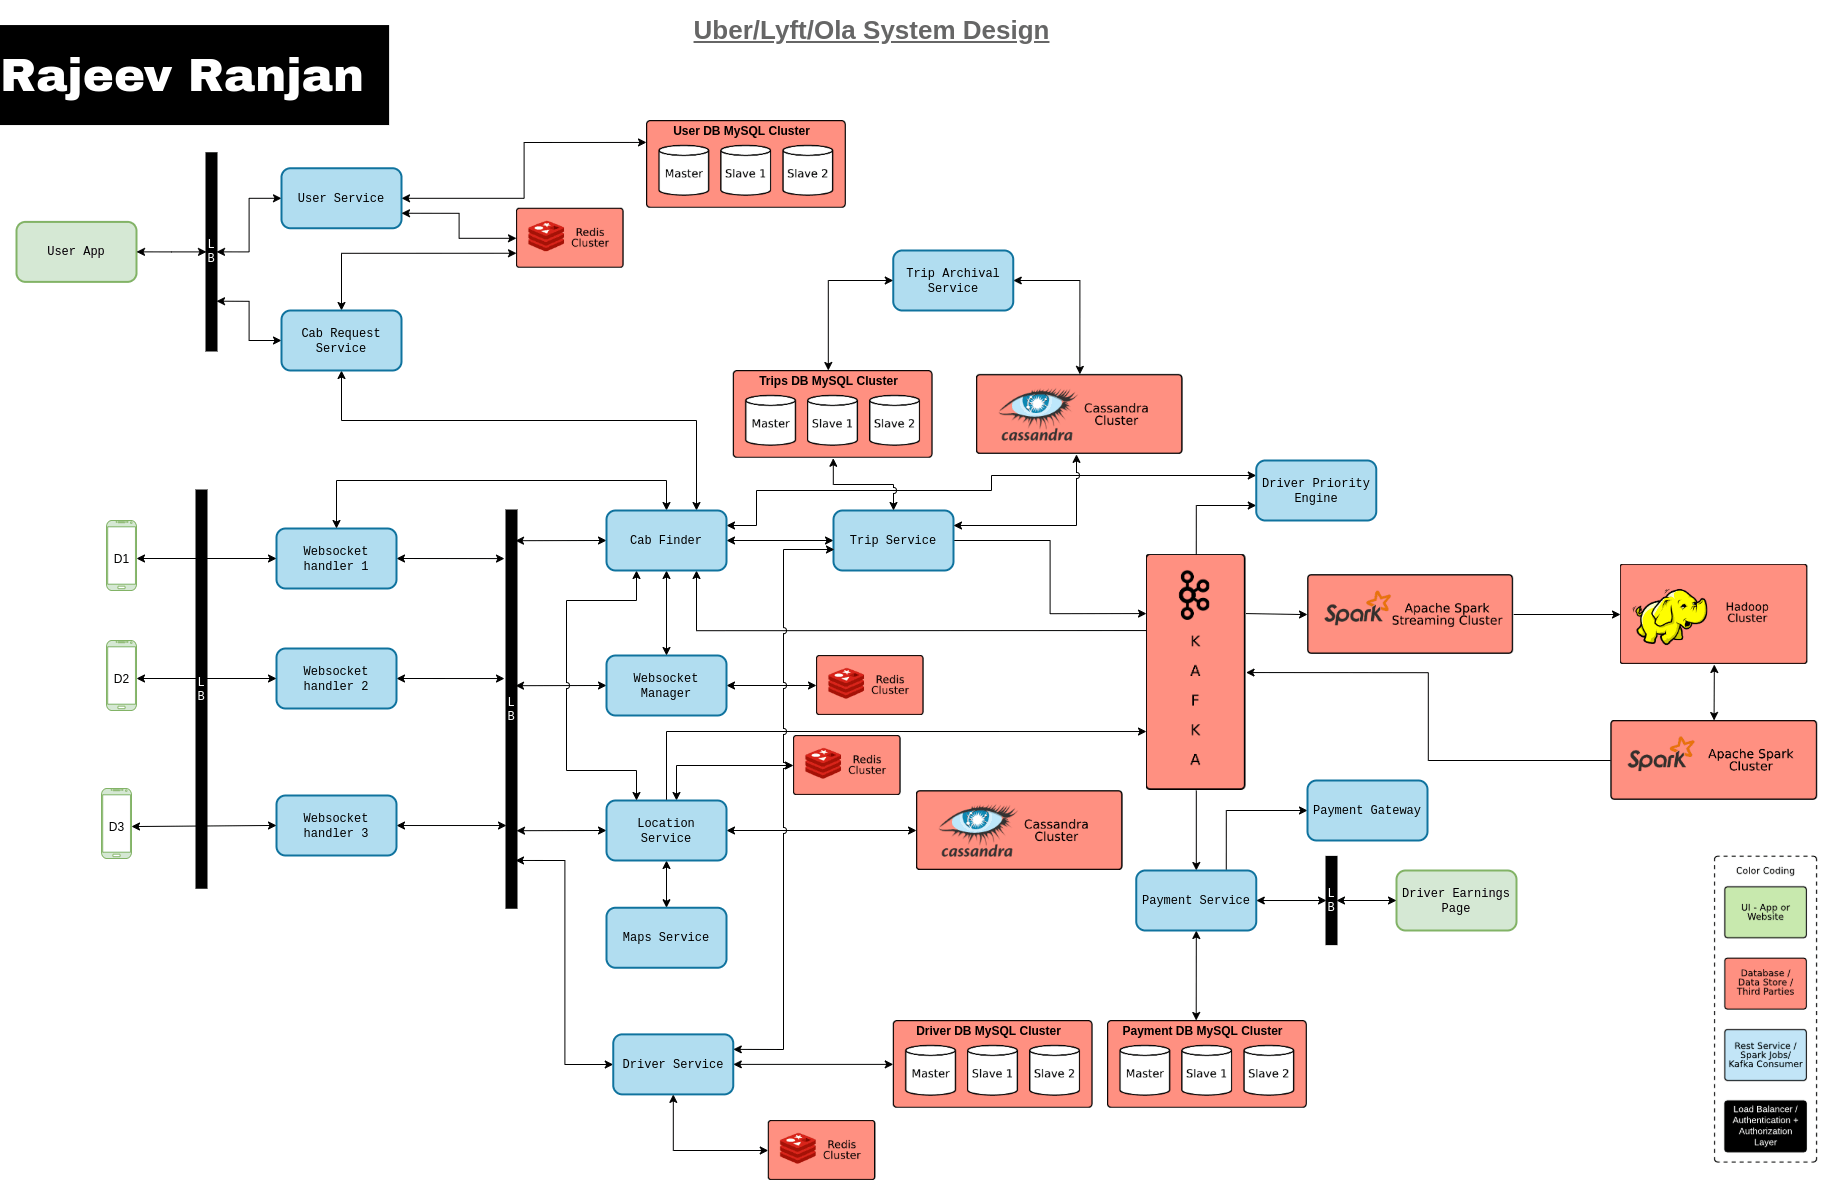 Uber/Lyft/Ola System Design
Rajeev Ranjan
User DB MySQL Cluster
Master
Slave 1
Slave 2
User Service
L
B
User App
Redis
Cluster
Cab Request
Service
Trip Archival
Service
Trips DB MySQL Cluster
Master
Slave 1
Slave 2
cassandra
Cassandra
Cluster
Driver Priority
Engine
D1
Websocket
handler 1
Cab Finder
Trip Service
K
A
F
K
A
Spark
Apache Spark
Streaming Cluster
Hadoop
Cluster
D2
L
B
Websocket
handler 2
L
B
Websocket
Manager
Redis
Cluster
Redis
Cluster
Spark
Apache Spark
Cluster
D3
Websocket
handler 3
Location
Service
cassandra
Cassandra
Cluster
Payment Gateway
Maps Service
Payment Service
L
B
Driver Earnings
Page
Driver Service
Driver DB MySQL Cluster
Master
Slave 1
Slave 2
Payment DB MySQL Cluster
Master
Slave 1
Slave 2
Redis
Cluster
Color Coding
UI - App or
Website
Database /
Data Store /
Third Parties
Rest Service /
Spark Jobs/
Kafka Consumer
Load Balancer /
Authentication +
Authorization
Layer